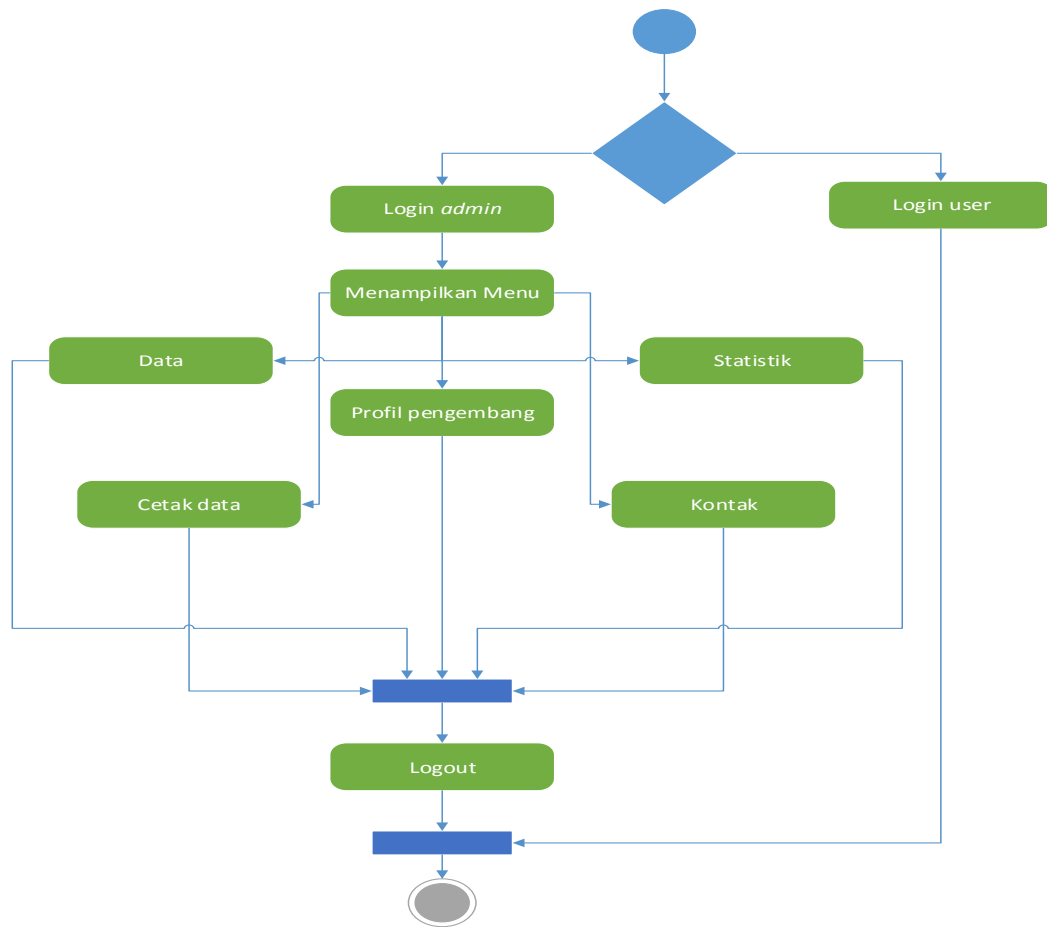 Login admin
Login user
Menampilkan Menu
Data
Statistik
Profil pengembang
Cetak data
Kontak
Logout